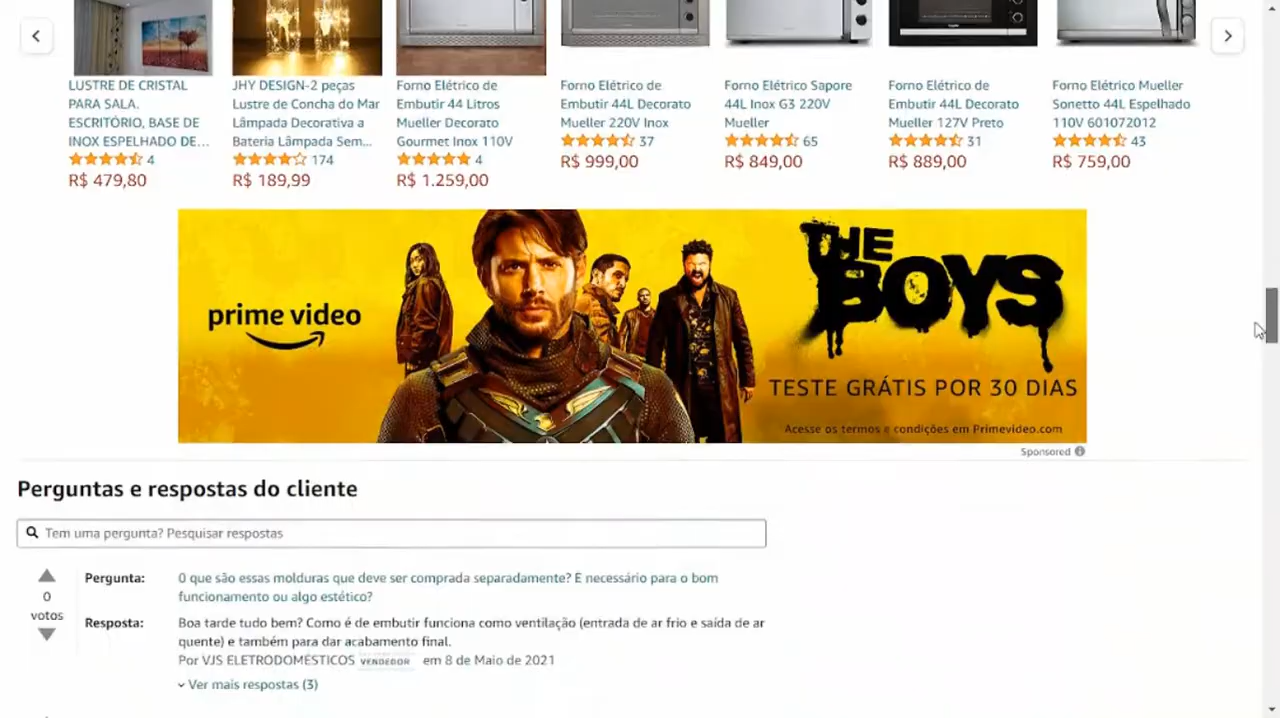 LUSTRE DE CRISTAL
PARA SALA.
ESCRITÓRIO, BASE DE
INOX ESPELHADO DE...
4
R$ 479,80
JHY DESIGN-2 peças
Lustre de Concha do Mar
Lâmpada Decorativa a
Bateria Lâmpada Sem...
174
R$ 189,99
Forno Elétrico de
Embutir 44 Litros
Mueller Decorato
Gourmet Inox 110V
4
R$ 1.259,00
Forno Elétrico de
Embutir 44L Decorato
Mueller 220V Inox
37
R$ 999,00
Forno Elétrico Sapore
44L Inox G3 220V
Mueller
65
R$ 849,00
Forno Elétrico de
Embutir 44L Decorato
Mueller 127V Preto
31
R$ 889,00
Forno Elétrico Mueller
Sonetto 44L Espelhado
110V 601072012
43
R$ 759,00
prime video
THE
BOYS
TESTE GRÁTIS POR 30 DIAS
Acesse os termos e condições em Primevideo.com
Sponsored
Perguntas e respostas do cliente
Tem uma pergunta? Pesquisar respostas
0
votos
Pergunta:
O que são essas molduras que deve ser comprada separadamente? E necessário para o bom
funcionamento ou algo estético?
Resposta:
Boa tarde tudo bem? Como é de embutir funciona como ventilação (entrada de ar frio e saída de ar
quente) e também para dar acabamento final.
Por VJS ELETRODOMÉSTICOS VENDEDOR em 8 de Maio de 2021
Ver mais respostas (3)